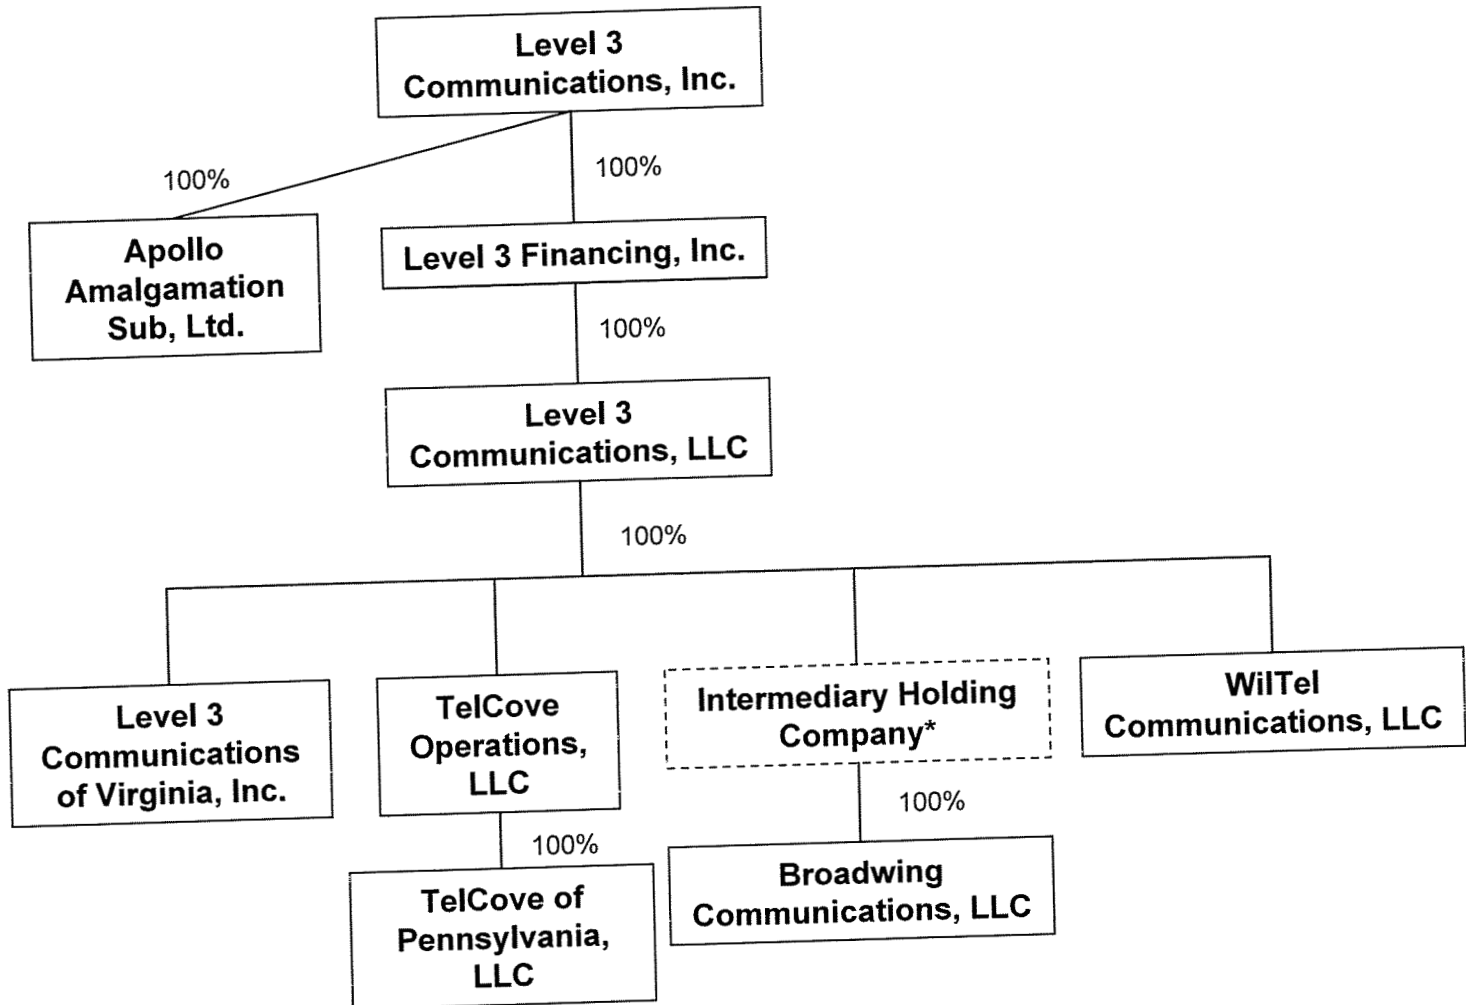 Level 3
Communications, Inc.
100%
100%
Apollo
Amalgamation
Sub, Ltd.
Level 3 Financing, Inc.
100%
Level 3
Communications, LLC
100%
Level 3
Communications
of Virginia, Inc.
TelCove
Operations,
LLC
Intermediary Holding
Company*
WilTel
Communications, LLC
100%
100%
TelCove of
Pennsylvania,
LLC
Broadwing
Communications, LLC